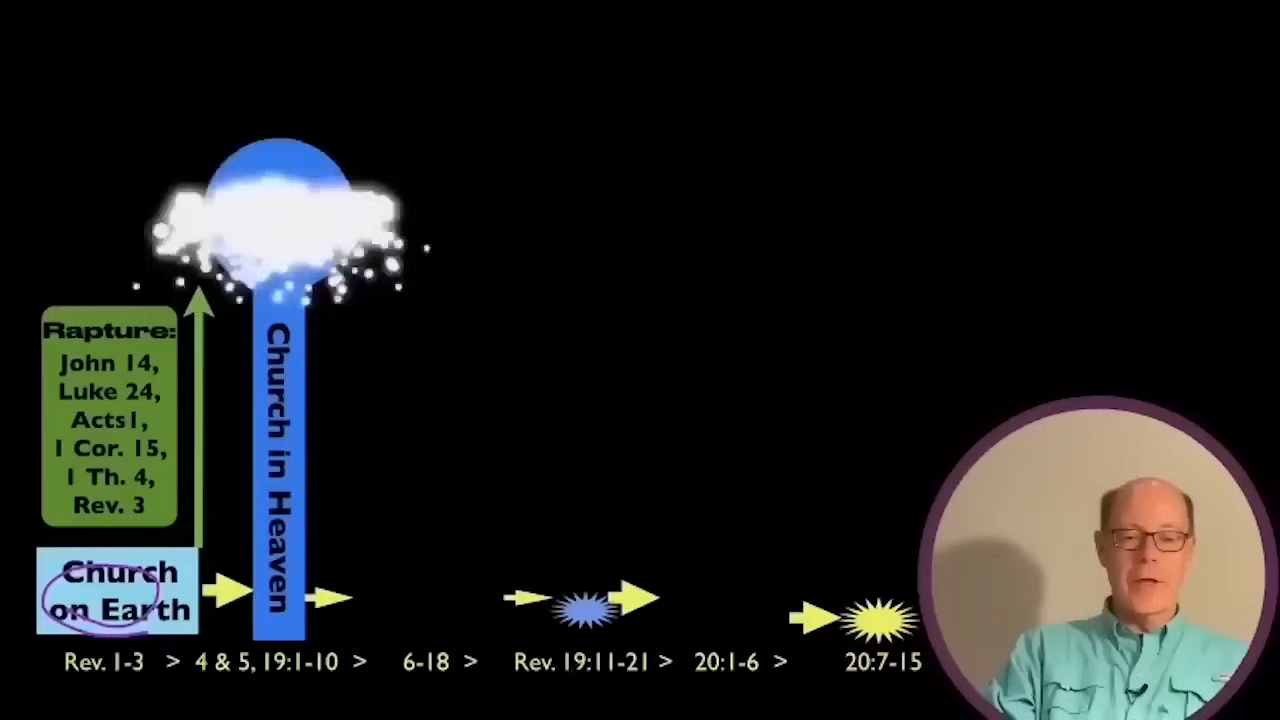 Rapture:
John 14,
Luke 24,
Acts1,
1 Cor. 15,
1 Th. 4,
Rev. 3
Church in Heaven
Church
on Earth
Rev. 1-3 > 4 & 5, 19:1-10 > 6-18 > Rev. 19:11-21 > 20:1-6 > 20:7-15